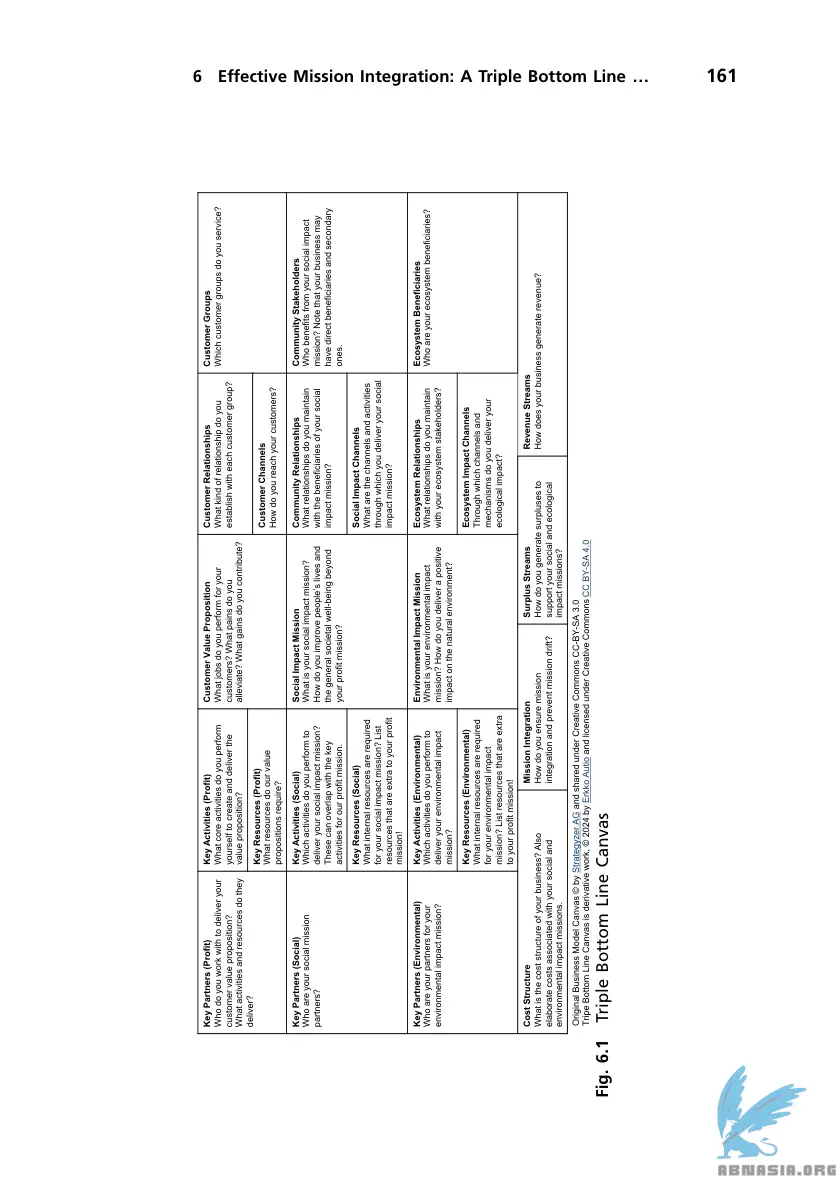 6 Effective Mission Integration: A Triple Bottom Line …
161
Key Partners (Profit)
Who do you work with to deliver your
customer value proposition?
What activities and resources do they
deliver?
Key Activities (Profit)
What core activities do you perform
yourself to create and deliver the
value proposition?
Key Resources (Profit)
What resources do our value
propositions require?
Customer Value Proposition
What jobs do you perform for your
customers? What pains do you
alleviate? What gains do you contribute?
Customer Relationships
What kind of relationship do you
establish with each customer group?
Customer Channels
How do you reach your customers?
Customer Groups
Which customer groups do you service?
Key Partners (Social)
Who are your social mission
partners?
Key Activities (Social)
Which activities do you perform to
deliver your social impact mission?
These can overlap with the key
activities for our profit mission.
Key Resources (Social)
What internal resources are required
for your social impact mission? List
resources that are extra to your profit
mission!
Social Impact Mission
What is your social impact mission?
How do you improve people's lives and
the general societal well-being beyond
your profit mission?
Community Relationships
What relationships do you maintain
with the beneficiaries of your social
impact mission?
Social Impact Channels
What are the channels and activities
through which you deliver your social
impact mission?
Community Stakeholders
Who benefits from your social impact
mission? Note that your business may
have direct beneficiaries and secondary
ones.
Key Partners (Environmental)
Who are your partners for your
environmental impact mission?
Key Activities (Environmental)
Which activities do you perform to
deliver your environmental impact
mission?
Key Resources (Environmental)
What internal resources are required
for your environmental impact
mission? List resources that are extra
to your profit mission!
Environmental Impact Mission
What is your environmental impact
mission? How do you deliver a positive
impact on the natural environment?
Ecosystem Relationships
What relationships do you maintain
with your ecosystem stakeholders?
Ecosystem Impact Channels
Through which channels and
mechanisms do you deliver your
ecological impact?
Ecosystem Beneficiaries
Who are your ecosystem beneficiaries?
Cost Structure
What is the cost structure of your business? Also
elaborate costs associated with your social and
environmental impact missions.
Mission Integration
How do you ensure mission
integration and prevent mission drift?
Surplus Streams
How do you generate surpluses to
support your social and ecological
impact missions?
Revenue Streams
How does your business generate revenue?
Original Business Model Canvas © by Strategyzer AG and shared under Creative Commons CC-BY-SA 3.0
Tripe Bottom Line Canvas is derivative work, © 2024 by Erkko Autio and licensed under Creative Commons CC BY-SA 4.0
Fig. 6.1 Triple Bottom Line Canvas
ABNASIA.ORG